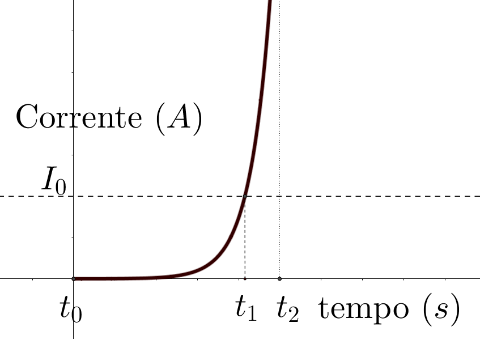 Corrente (A)
I₀
t₀ t₁ t₂ tempo (s)